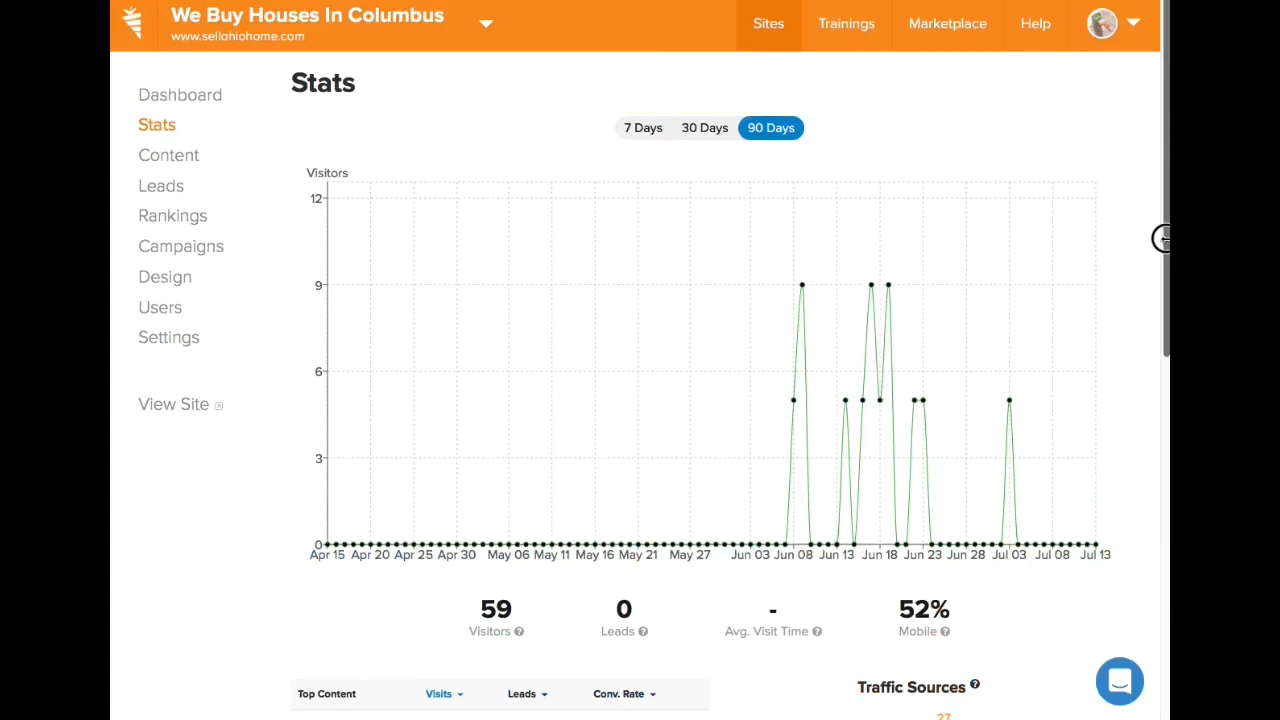 We Buy Houses In Columbus
www.sellohiohome.com
Sites
Trainings
Marketplace
Help
Dashboard
Stats
Content
Leads
Rankings
Campaigns
Design
Users
Settings
View Site
Stats
7 Days
30 Days
90 Days
Visitors
12
9
6
3
0
Apr 15 Apr 20 Apr 25 Apr 30 May 06 May 11 May 16 May 21 May 27 Jun 03 Jun 08 Jun 13 Jun 18 Jun 23 Jun 28 Jul 03 Jul 08 Jul 13
59
Visitors ?
0
Leads ?
-
Avg. Visit Time ?
52%
Mobile ?
Top Content Visits Leads Conv. Rate
Traffic Sources ?
27